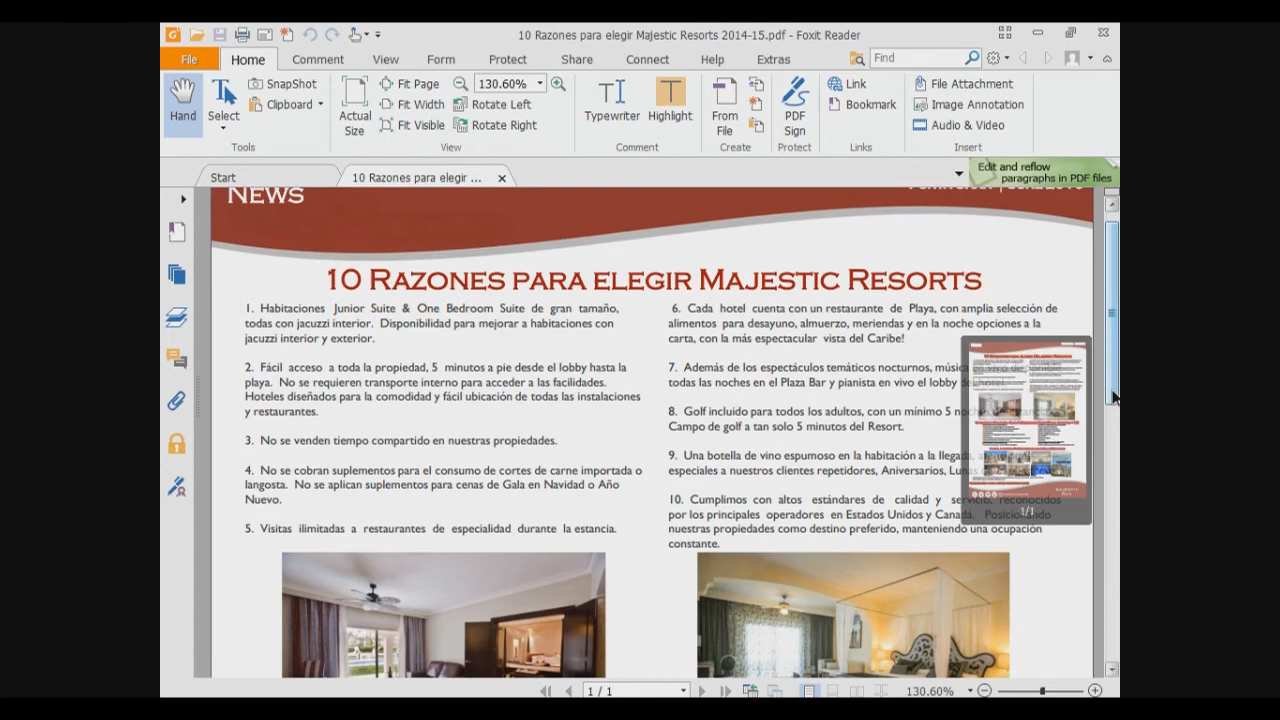 10 Razones para elegir Majestic Resorts 2014-15.pdf - Foxit Reader
File Home Comment View Form Protect Share Connect Help Extras Find
Hand
Select
SnapShot
Clipboard
Actual
Size
Fit Page
Fit Width
Fit Visible
130.60%
Rotate Left
Rotate Right
Typewriter
Highlight
From
File
PDF
Sign
Link
Bookmark
File Attachment
Image Annotation
Audio & Video
Tools View Comment Create Protect Links Insert
Start
10 Razones para elegir ...
Edit and reflow
paragraphs in PDF files
NEWS
10 RAZONES PARA ELEGIR MAJESTIC RESORTS
1. Habitaciones Junior Suite & One Bedroom Suite de gran tamaño,
todas con jacuzzi interior. Disponibilidad para mejorar a habitaciones con
jacuzzi interior y exterior.
2. Fácil acceso a toda la propiedad, 5 minutos a pie desde el lobby hasta la
playa. No se requieren transporte interno para acceder a las facilidades.
Hoteles diseñados para la comodidad y fácil ubicación de todas las instalaciones
y restaurantes.
3. No se venden tiempo compartido en nuestras propiedades.
4. No se cobran suplementos para el consumo de cortes de carne importada o
langosta. No se aplican suplementos para cenas de Gala en Navidad o Año
Nuevo.
5. Visitas ilimitadas a restaurantes de especialidad durante la estancia.
6. Cada hotel cuenta con un restaurante de Playa, con amplia selección de
alimentos para desayuno, almuerzo, meriendas y en la noche opciones a la
carta, con la más espectacular vista del Caribe!
7. Además de los espectáculos temáticos nocturnos, música en vivo disponible
todas las noches en el Plaza Bar y pianista en vivo el lobby del hotel.
8. Golf incluido para todos los adultos, con un mínimo 5
Campo de golf a tan solo 5 minutos del Resort.
9. Una botella de vino espumoso en la habitación a la llegada,
especiales a nuestros clientes repetidores, Aniversarios,
10. Cumplimos con altos estándares de calidad y servicio, reconocidos
por los principales operadores en Estados Unidos y Canadá. Posicionando
nuestras propiedades como destino preferido, manteniendo una ocupación
constante.
1/1
1 / 1
130.60%